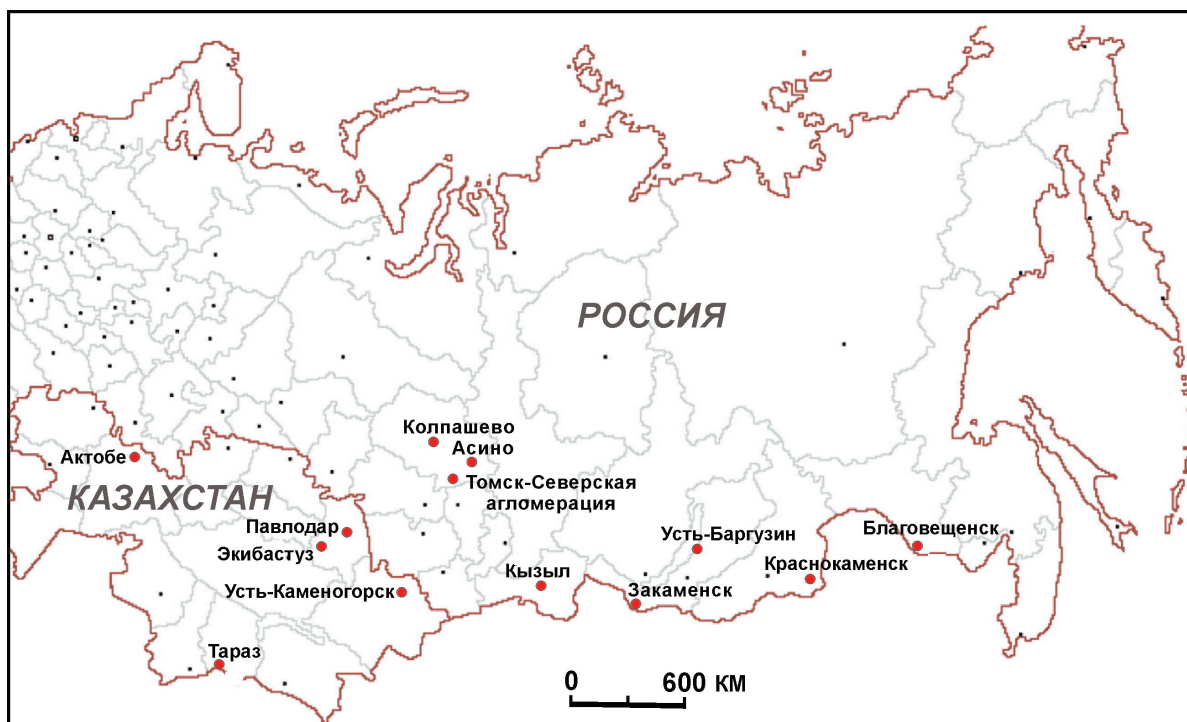 РОССИЯ
Колпашево
Асино
Актобе
Томск-Северская
агломерация
КАЗАХСТАН
Павлодар
Экибастуз
Усть-Баргузин
Благовещенск
Краснокаменск
Кызыл
Усть-Каменогорск
Закаменск
Тараз
0 600 КМ